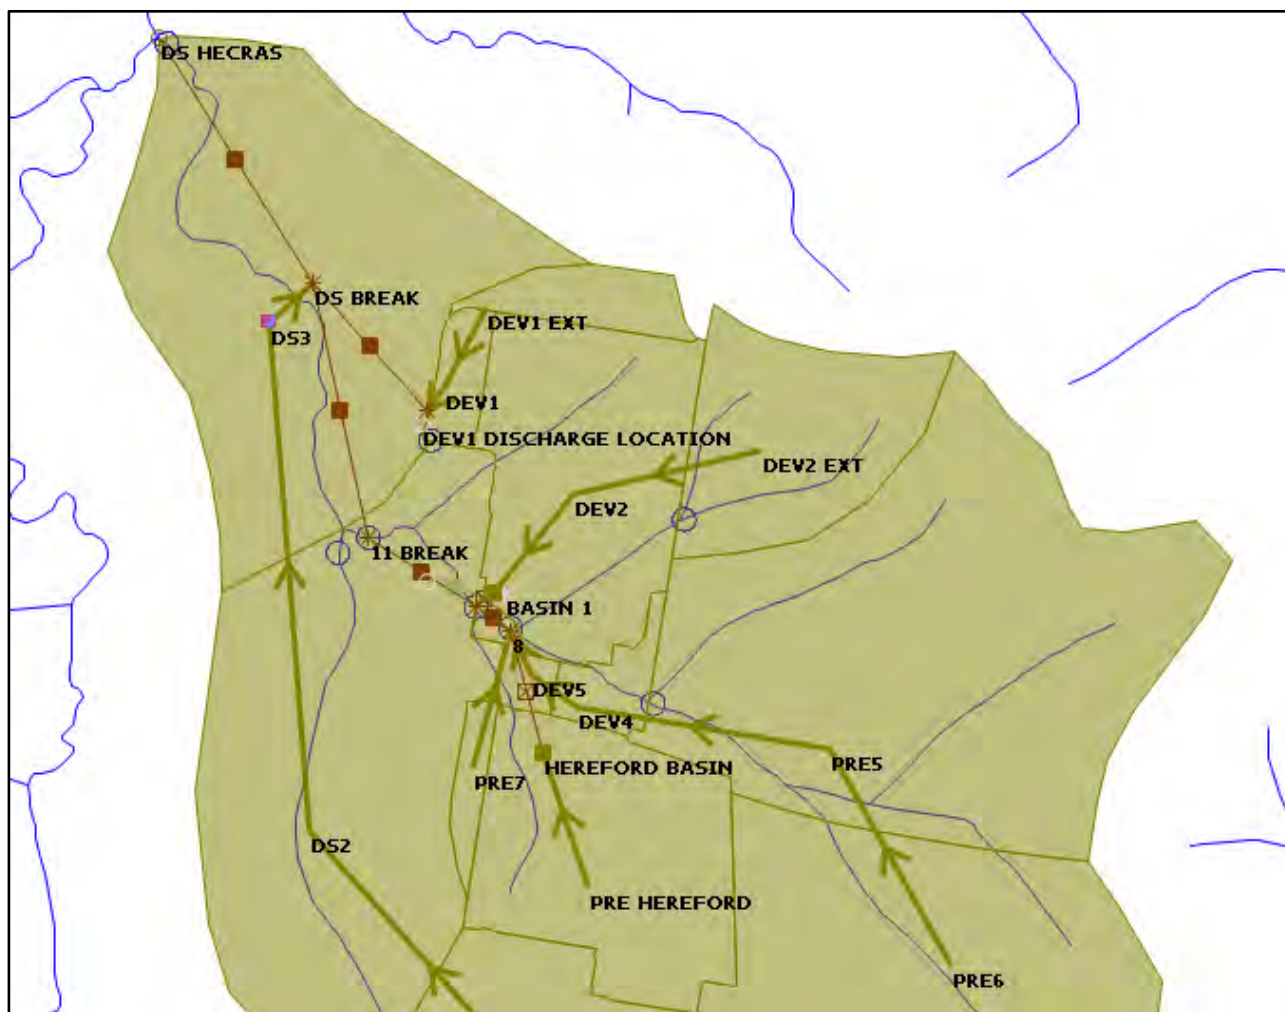 DS HECRAS
DS BREAK
DEV1 EXT
DS3
DEV1
DEV1 DISCHARGE LOCATION
DEV2 EXT
DEV2
11 BREAK
BASIN 1
8
DEV5
DEV4
PRE5
HEREFORD BASIN
PRE7
DS2
PRE HEREFORD
PRE6